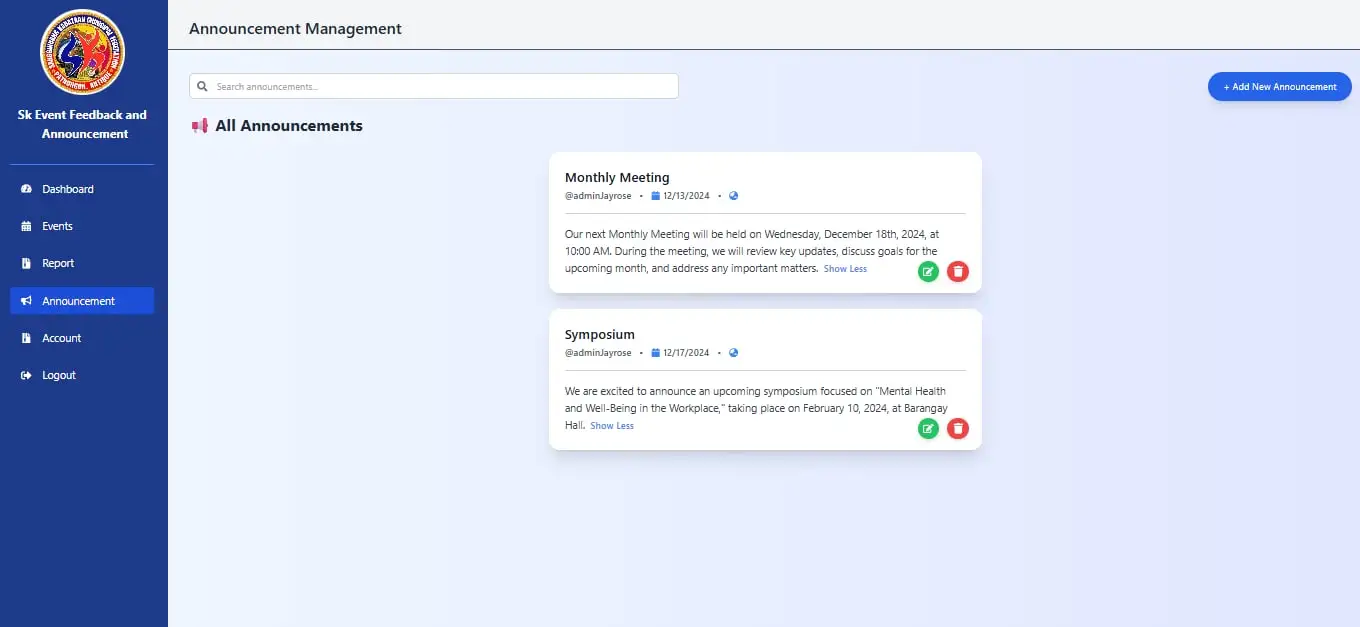 Sk Event Feedback and
Announcement
Dashboard
Events
Report
Announcement
Account
Logout
Announcement Management
Search announcements...
+ Add New Announcement
All Announcements
Monthly Meeting
@adminJayrose • 12/13/2024 •
Our next Monthly Meeting will be held on Wednesday, December 18th, 2024, at
10:00 AM. During the meeting, we will review key updates, discuss goals for the
upcoming month, and address any important matters. Show Less
Symposium
@adminJayrose • 12/17/2024 •
We are excited to announce an upcoming symposium focused on "Mental Health
and Well-Being in the Workplace," taking place on February 10, 2024, at Barangay
Hall. Show Less